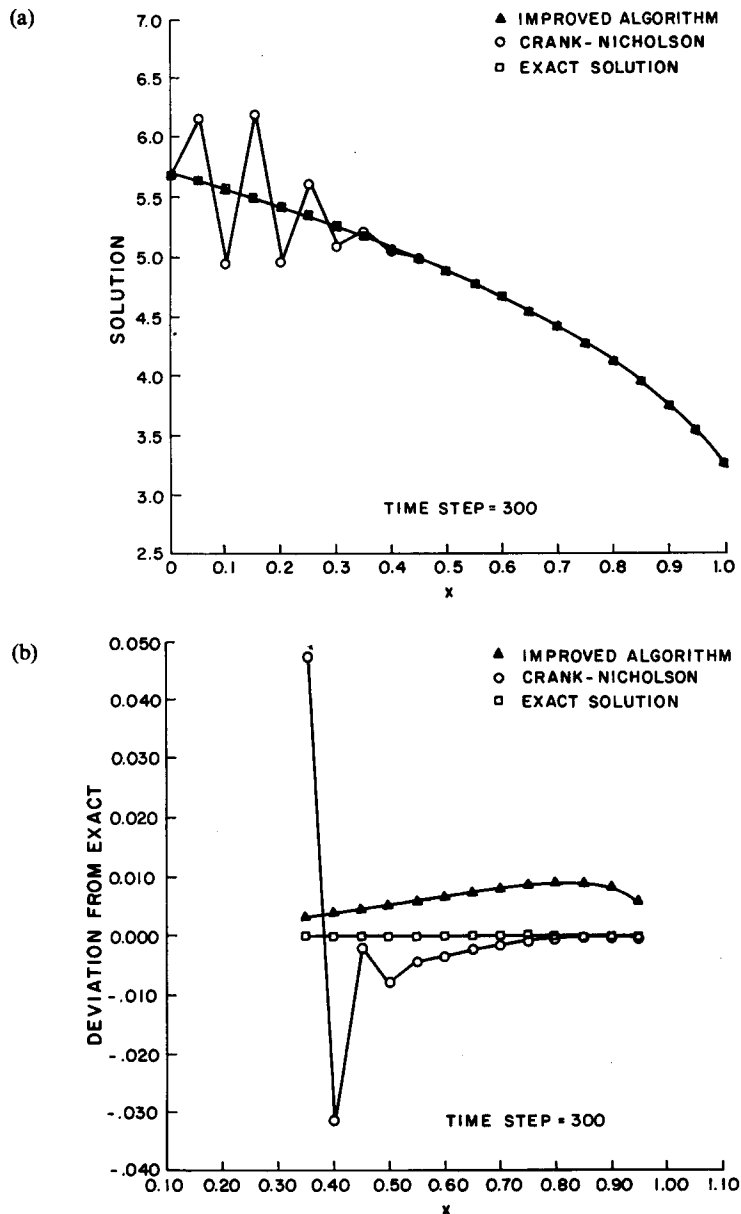 (a)
▲ IMPROVED ALGORITHM
○ CRANK-NICHOLSON
□ EXACT SOLUTION
SOLUTION
7.0
6.5
6.0
5.5
5.0
4.5
4.0
3.5
3.0
2.5
TIME STEP = 300
0 0.1 0.2 0.3 0.4 0.5 0.6 0.7 0.8 0.9 1.0
X
(b)
▲ IMPROVED ALGORITHM
○ CRANK-NICHOLSON
□ EXACT SOLUTION
DEVIATION FROM EXACT
0.050
0.040
0.030
0.020
0.010
0.000
-.010
-.020
-.030
-.040
TIME STEP = 300
0.10 0.20 0.30 0.40 0.50 0.60 0.70 0.80 0.90 1.00 1.10
X